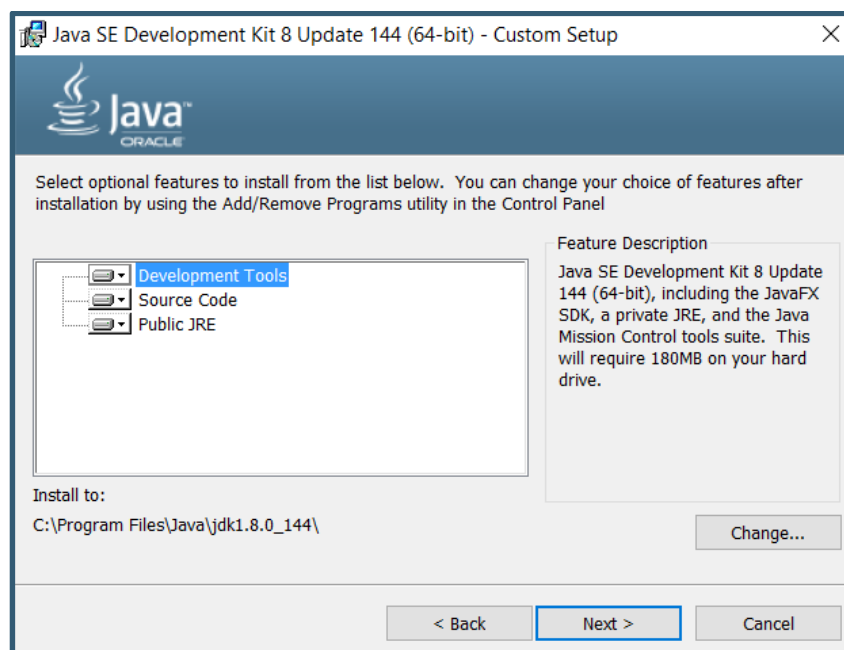 Java SE Development Kit 8 Update 144 (64-bit) - Custom Setup
Java™
ORACLE
Select optional features to install from the list below.  You can change your choice of features after
installation by using the Add/Remove Programs utility in the Control Panel
Development Tools
Source Code
Public JRE
Feature Description
Java SE Development Kit 8 Update
144 (64-bit), including the JavaFX
SDK, a private JRE, and the Java
Mission Control tools suite.  This
will require 180MB on your hard
drive.
Install to:
C:\Program Files\Java\jdk1.8.0_144\
Change...
< Back
Next >
Cancel